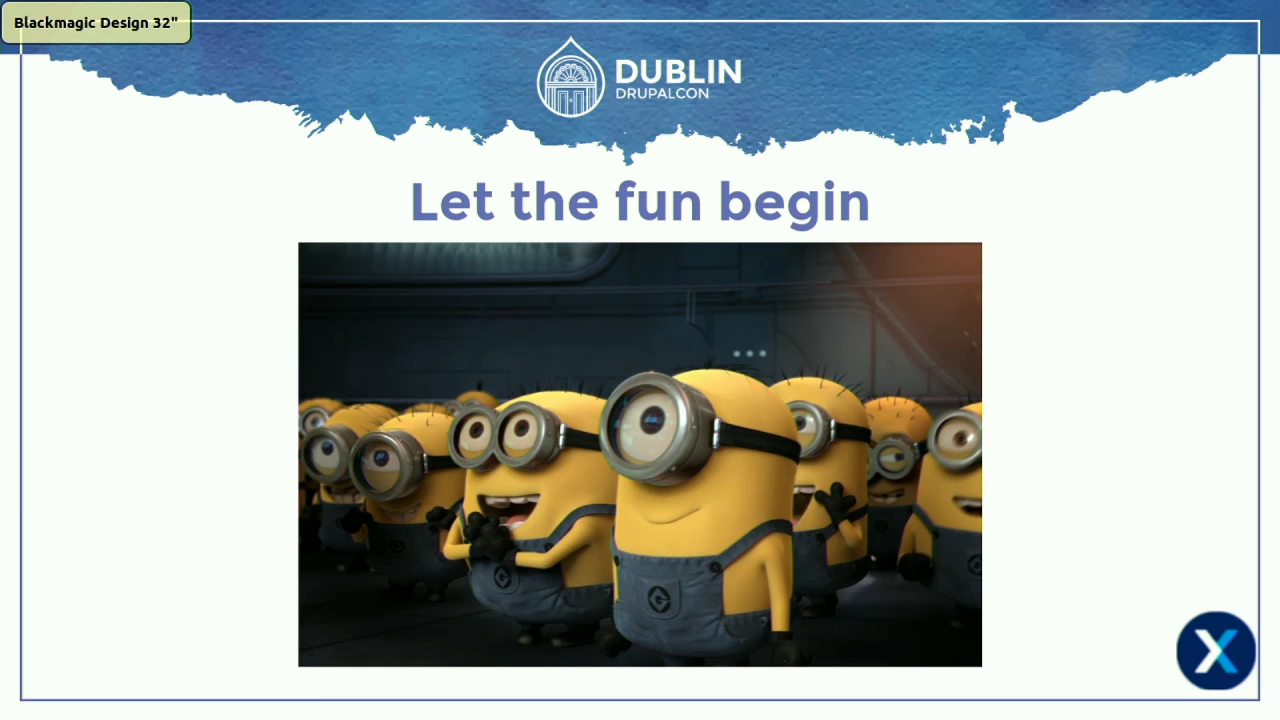 Blackmagic Design 32"
DUBLIN
DRUPALCON
Let the fun begin
X